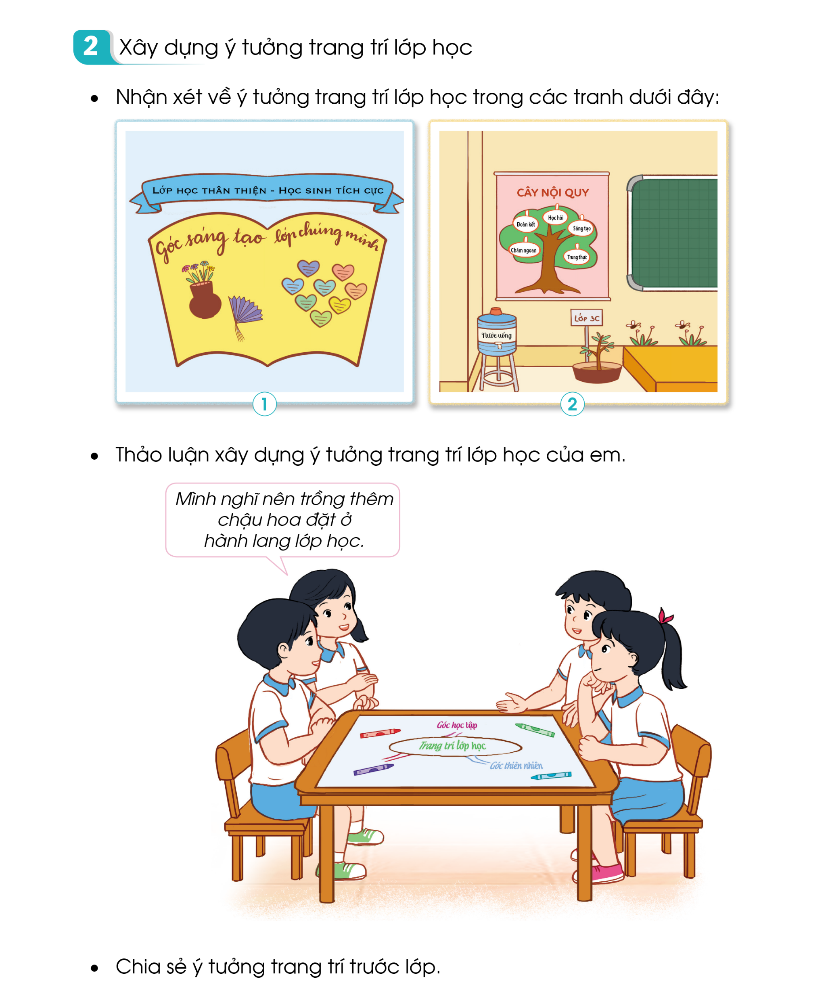 2 Xây dựng ý tưởng trang trí lớp học
• Nhận xét về ý tưởng trang trí lớp học trong các tranh dưới đây:
LỚP HỌC THÂN THIỆN - HỌC SINH TÍCH CỰC
Góc sáng tạo lớp chúng mình
1
CÂY NỘI QUY
Học hỏi
Đoàn kết
Sáng tạo
Chăm ngoan
Trung thực
LỚP 3C
Nước uống
2
• Thảo luận xây dựng ý tưởng trang trí lớp học của em.
Mình nghĩ nên trồng thêm
chậu hoa đặt ở
hành lang lớp học.
Góc học tập
Trang trí lớp học
Góc thiên nhiên
• Chia sẻ ý tưởng trang trí trước lớp.